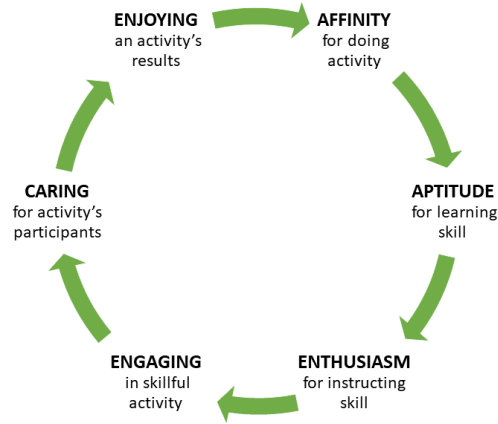 ENJOYING
an activity's
results
AFFINITY
for doing
activity
APTITUDE
for learning
skill
ENTHUSIASM
for instructing
skill
ENGAGING
in skillful
activity
CARING
for activity's
participants